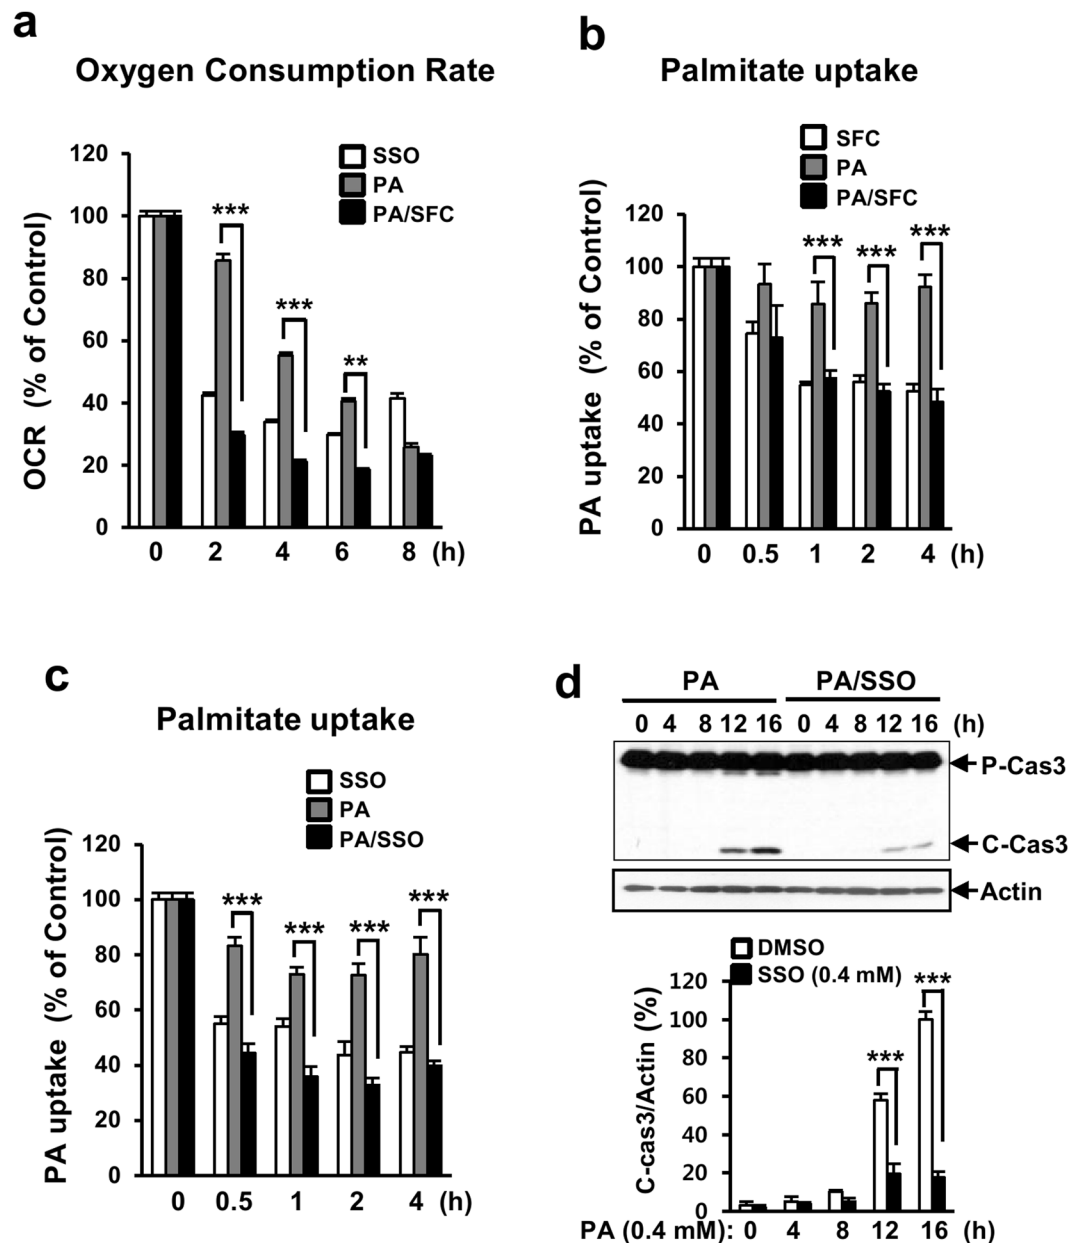 a
Oxygen Consumption Rate
SSO
PA
PA/SFC
OCR (% of Control)
120
100
80
60
40
20
0
***
***
**
0 2 4 6 8 (h)
b
Palmitate uptake
SFC
PA
PA/SFC
PA uptake (% of Control)
120
100
80
60
40
20
0
***
***
***
0 0.5 1 2 4 (h)
c
Palmitate uptake
SSO
PA
PA/SSO
PA uptake (% of Control)
120
100
80
60
40
20
0
***
***
***
***
0 0.5 1 2 4 (h)
d
PA PA/SSO
0 4 8 12 16 0 4 8 12 16 (h)
P-Cas3
C-Cas3
Actin
DMSO
SSO (0.4 mM)
C-cas3/Actin (%)
120
100
80
60
40
20
0
***
***
PA (0.4 mM): 0 4 8 12 16 (h)